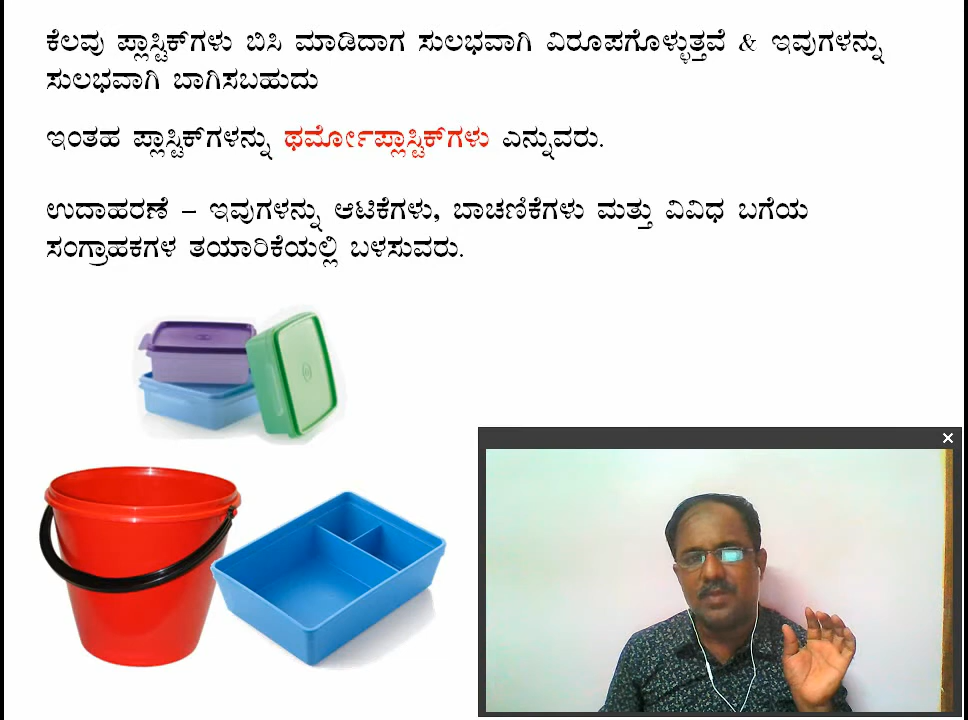 ಕೆಲವು ಪ್ಲಾಸ್ಟಿಕ್‌ಗಳು ಬಿಸಿ ಮಾಡಿದಾಗ ಸುಲಭವಾಗಿ ವಿರೂಪಗೊಳ್ಳುತ್ತವೆ & ಇವುಗಳನ್ನು
ಸುಲಭವಾಗಿ ಬಾಗಿಸಬಹುದು
ಇಂತಹ ಪ್ಲಾಸ್ಟಿಕ್‌ಗಳನ್ನು ಥರ್ಮೋಪ್ಲಾಸ್ಟಿಕ್‌ಗಳು ಎನ್ನುವರು.
ಉದಾಹರಣೆ – ಇವುಗಳನ್ನು ಆಟಿಕೆಗಳು, ಬಾಚಣಿಕೆಗಳು ಮತ್ತು ವಿವಿಧ ಬಗೆಯ
ಸಂಗ್ರಾಹಕಗಳ ತಯಾರಿಕೆಯಲ್ಲಿ ಬಳಸುವರು.